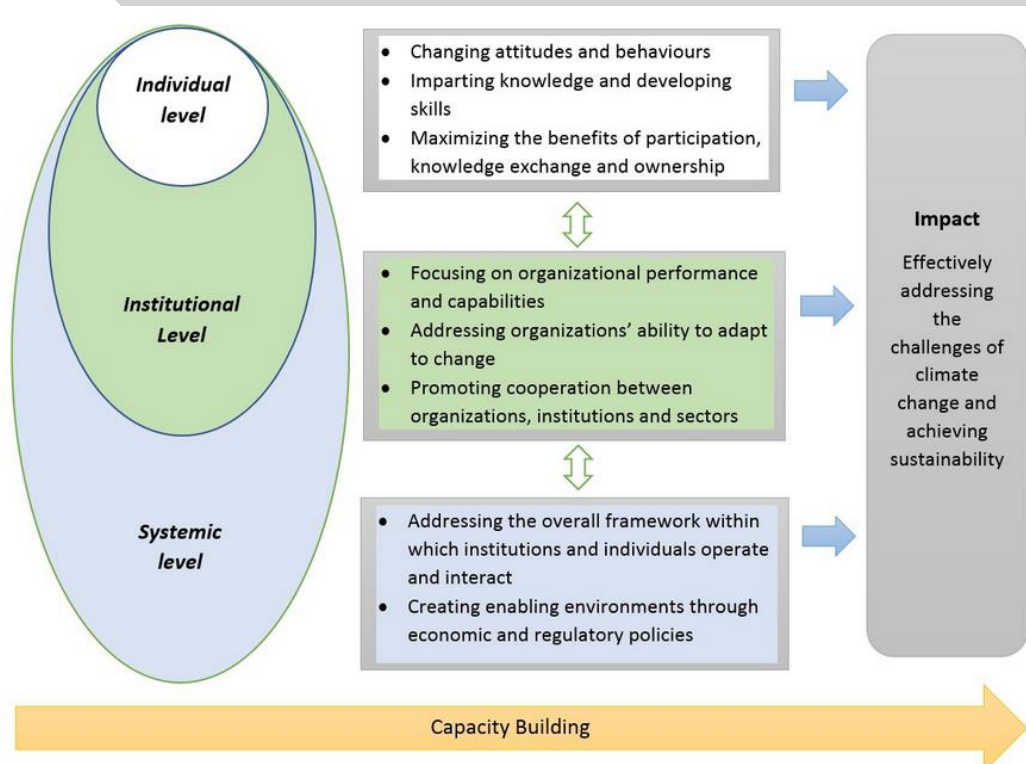 Individual
level
Institutional
Level
Systemic
level
• Changing attitudes and behaviours
• Imparting knowledge and developing
skills
• Maximizing the benefits of participation,
knowledge exchange and ownership
• Focusing on organizational performance
and capabilities
• Addressing organizations’ ability to adapt
to change
• Promoting cooperation between
organizations, institutions and sectors
• Addressing the overall framework within
which institutions and individuals operate
and interact
• Creating enabling environments through
economic and regulatory policies
Impact
Effectively
addressing
the
challenges of
climate
change and
achieving
sustainability
Capacity Building